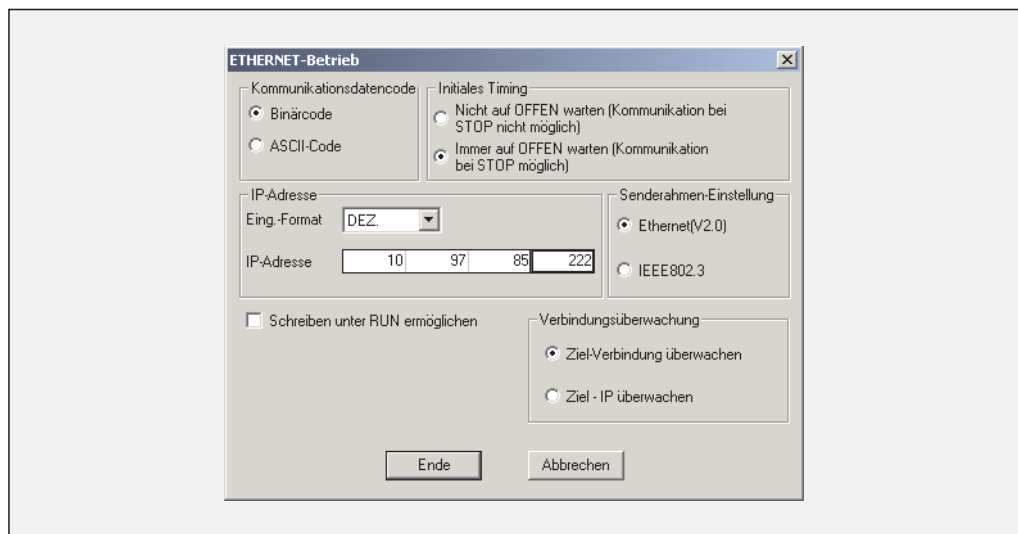 ETHERNET-Betrieb
Kommunikationsdatencode
Binärcode
ASCII-Code
Initiales Timing
Nicht auf OFFEN warten (Kommunikation bei
STOP nicht möglich)
Immer auf OFFEN warten (Kommunikation
bei STOP möglich)
IP-Adresse
Eing.-Format DEZ.
IP-Adresse 10 97 85 222
Senderahmen-Einstellung
Ethernet(V2.0)
IEEE802.3
Schreiben unter RUN ermöglichen
Verbindungsüberwachung
Ziel-Verbindung überwachen
Ziel - IP überwachen
Ende Abbrechen